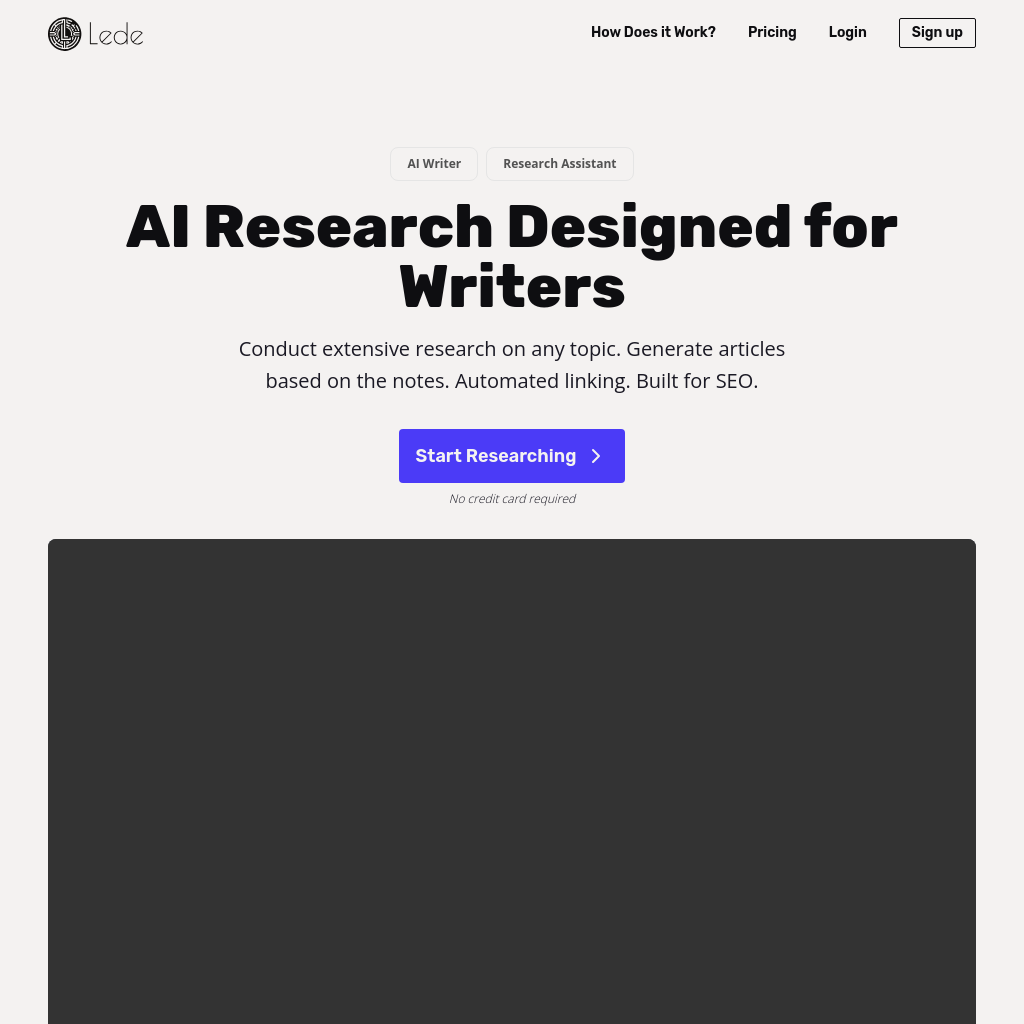 Lede
How Does it Work?
Pricing
Login
Sign up
AI Writer
Research Assistant
AI Research Designed for
Writers
Conduct extensive research on any topic. Generate articles
based on the notes. Automated linking. Built for SEO.
Start Researching
No credit card required